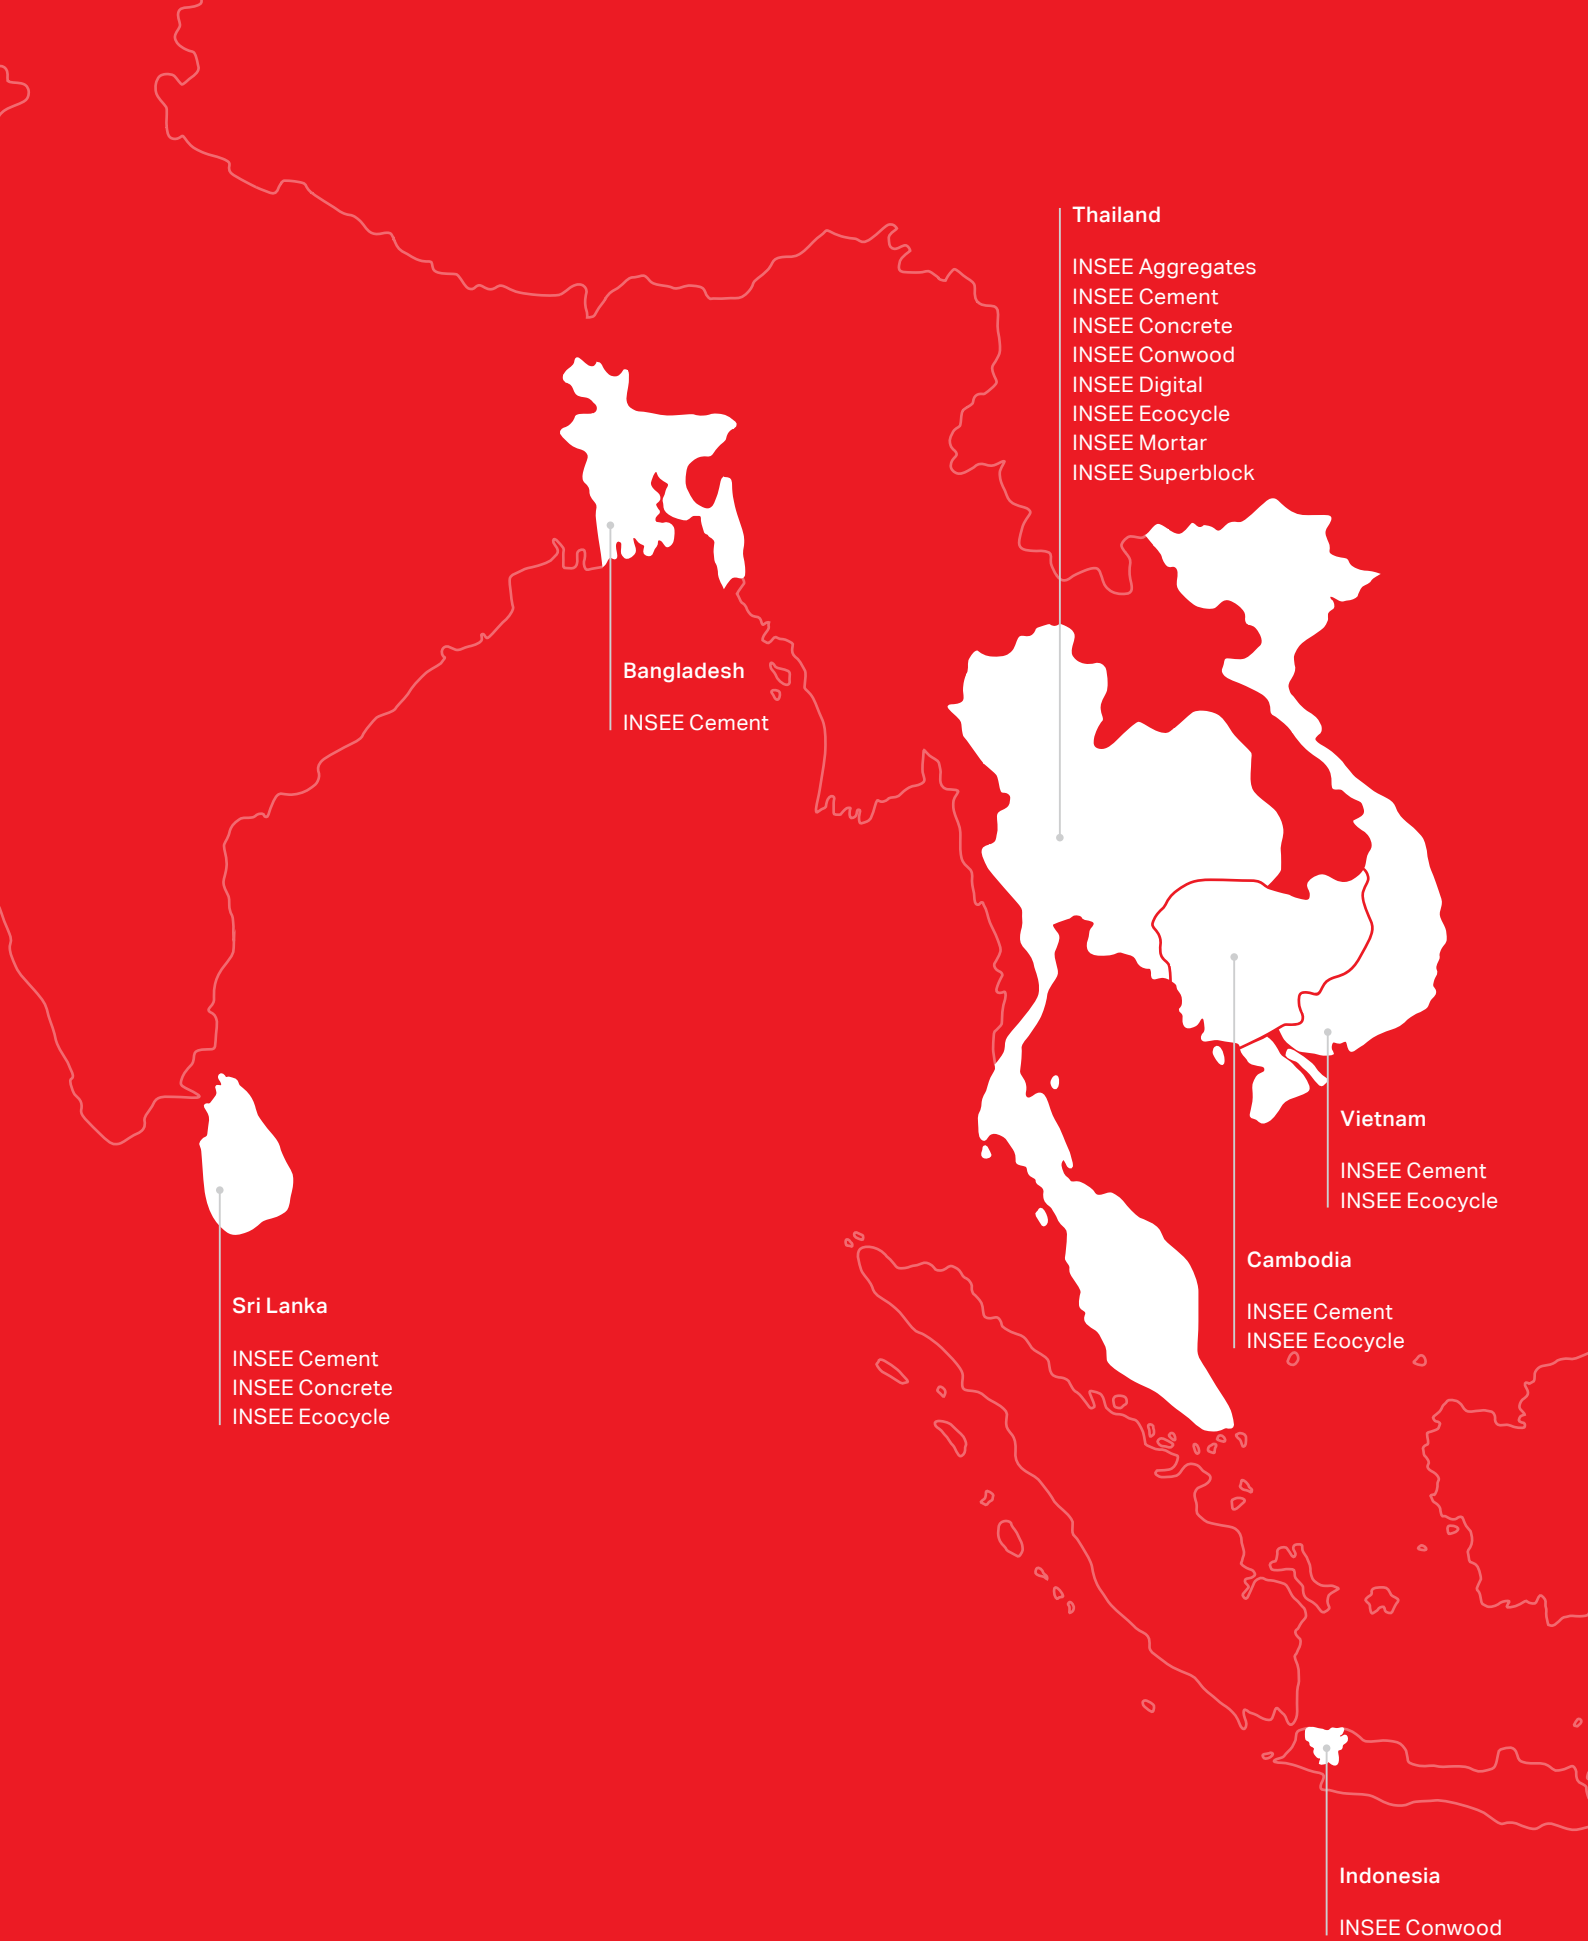 Thailand
INSEE Aggregates
INSEE Cement
INSEE Concrete
INSEE Conwood
INSEE Digital
INSEE Ecocycle
INSEE Mortar
INSEE Superblock
Bangladesh
INSEE Cement
Vietnam
INSEE Cement
INSEE Ecocycle
Cambodia
INSEE Cement
INSEE Ecocycle
Sri Lanka
INSEE Cement
INSEE Concrete
INSEE Ecocycle
Indonesia
INSEE Conwood